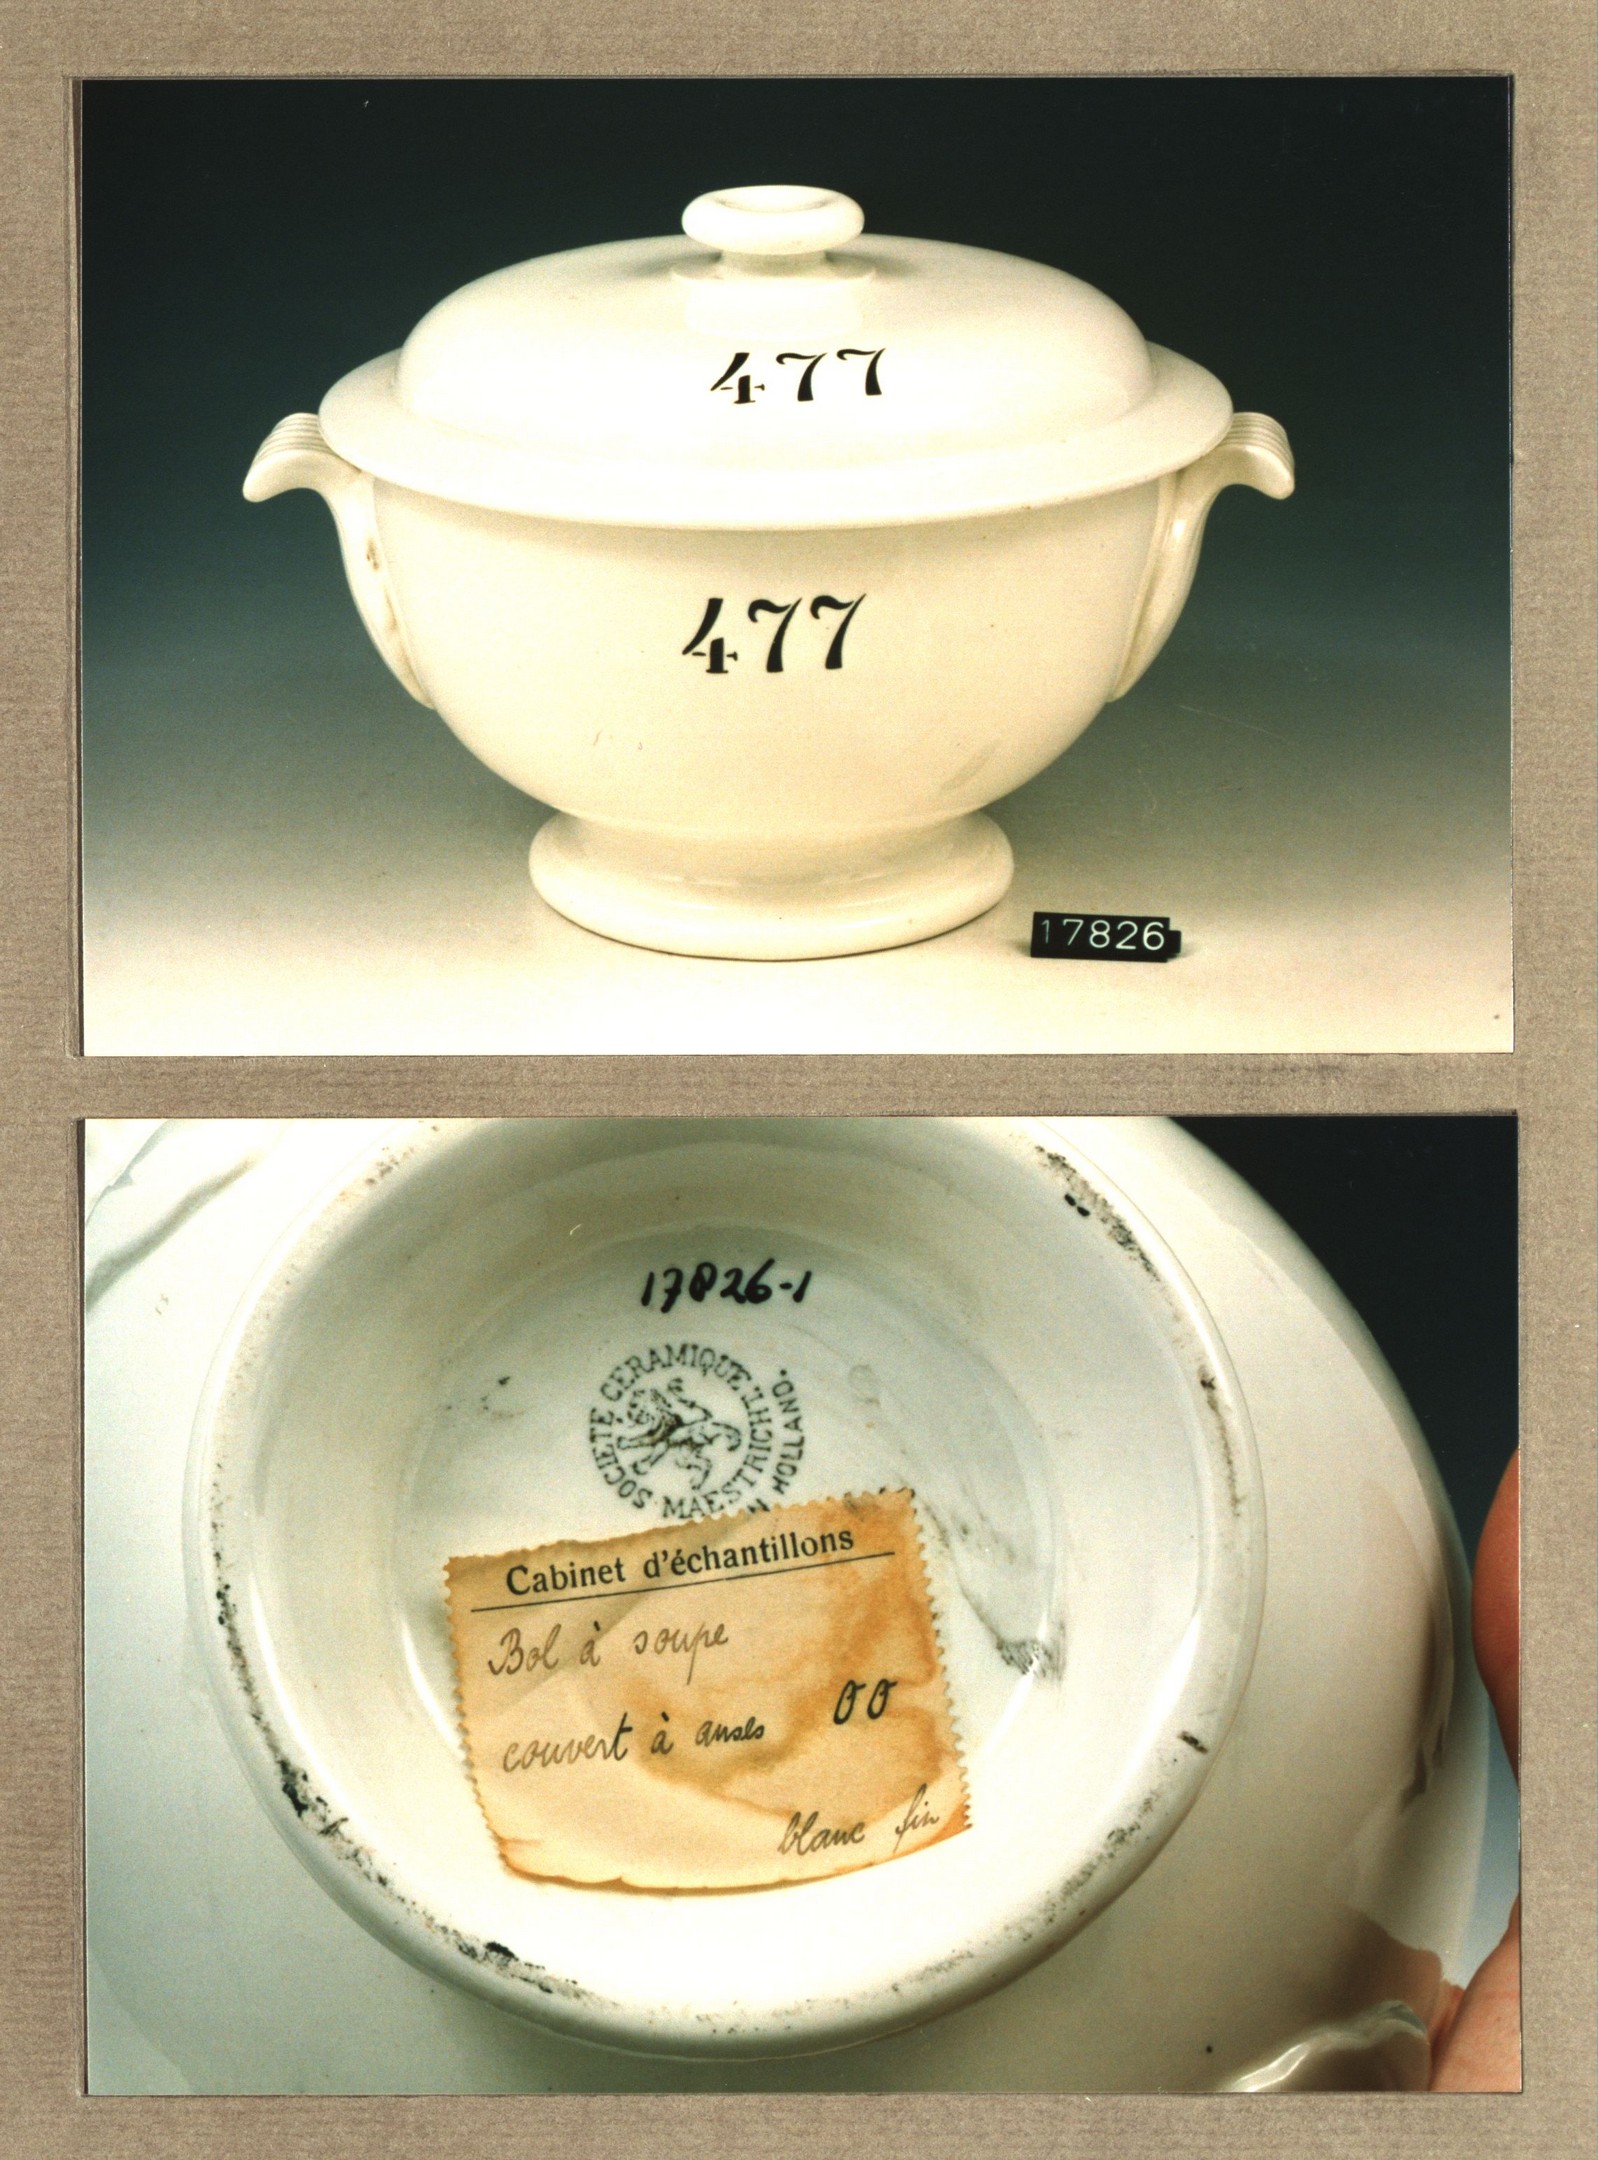 477
477
17826
17826-1
SOCIETE CERAMIQUE
MAESTRICHT.
HOLLAND.
Cabinet d'échantillons
Bol à soupe
couvert à anses 00
blanc fin